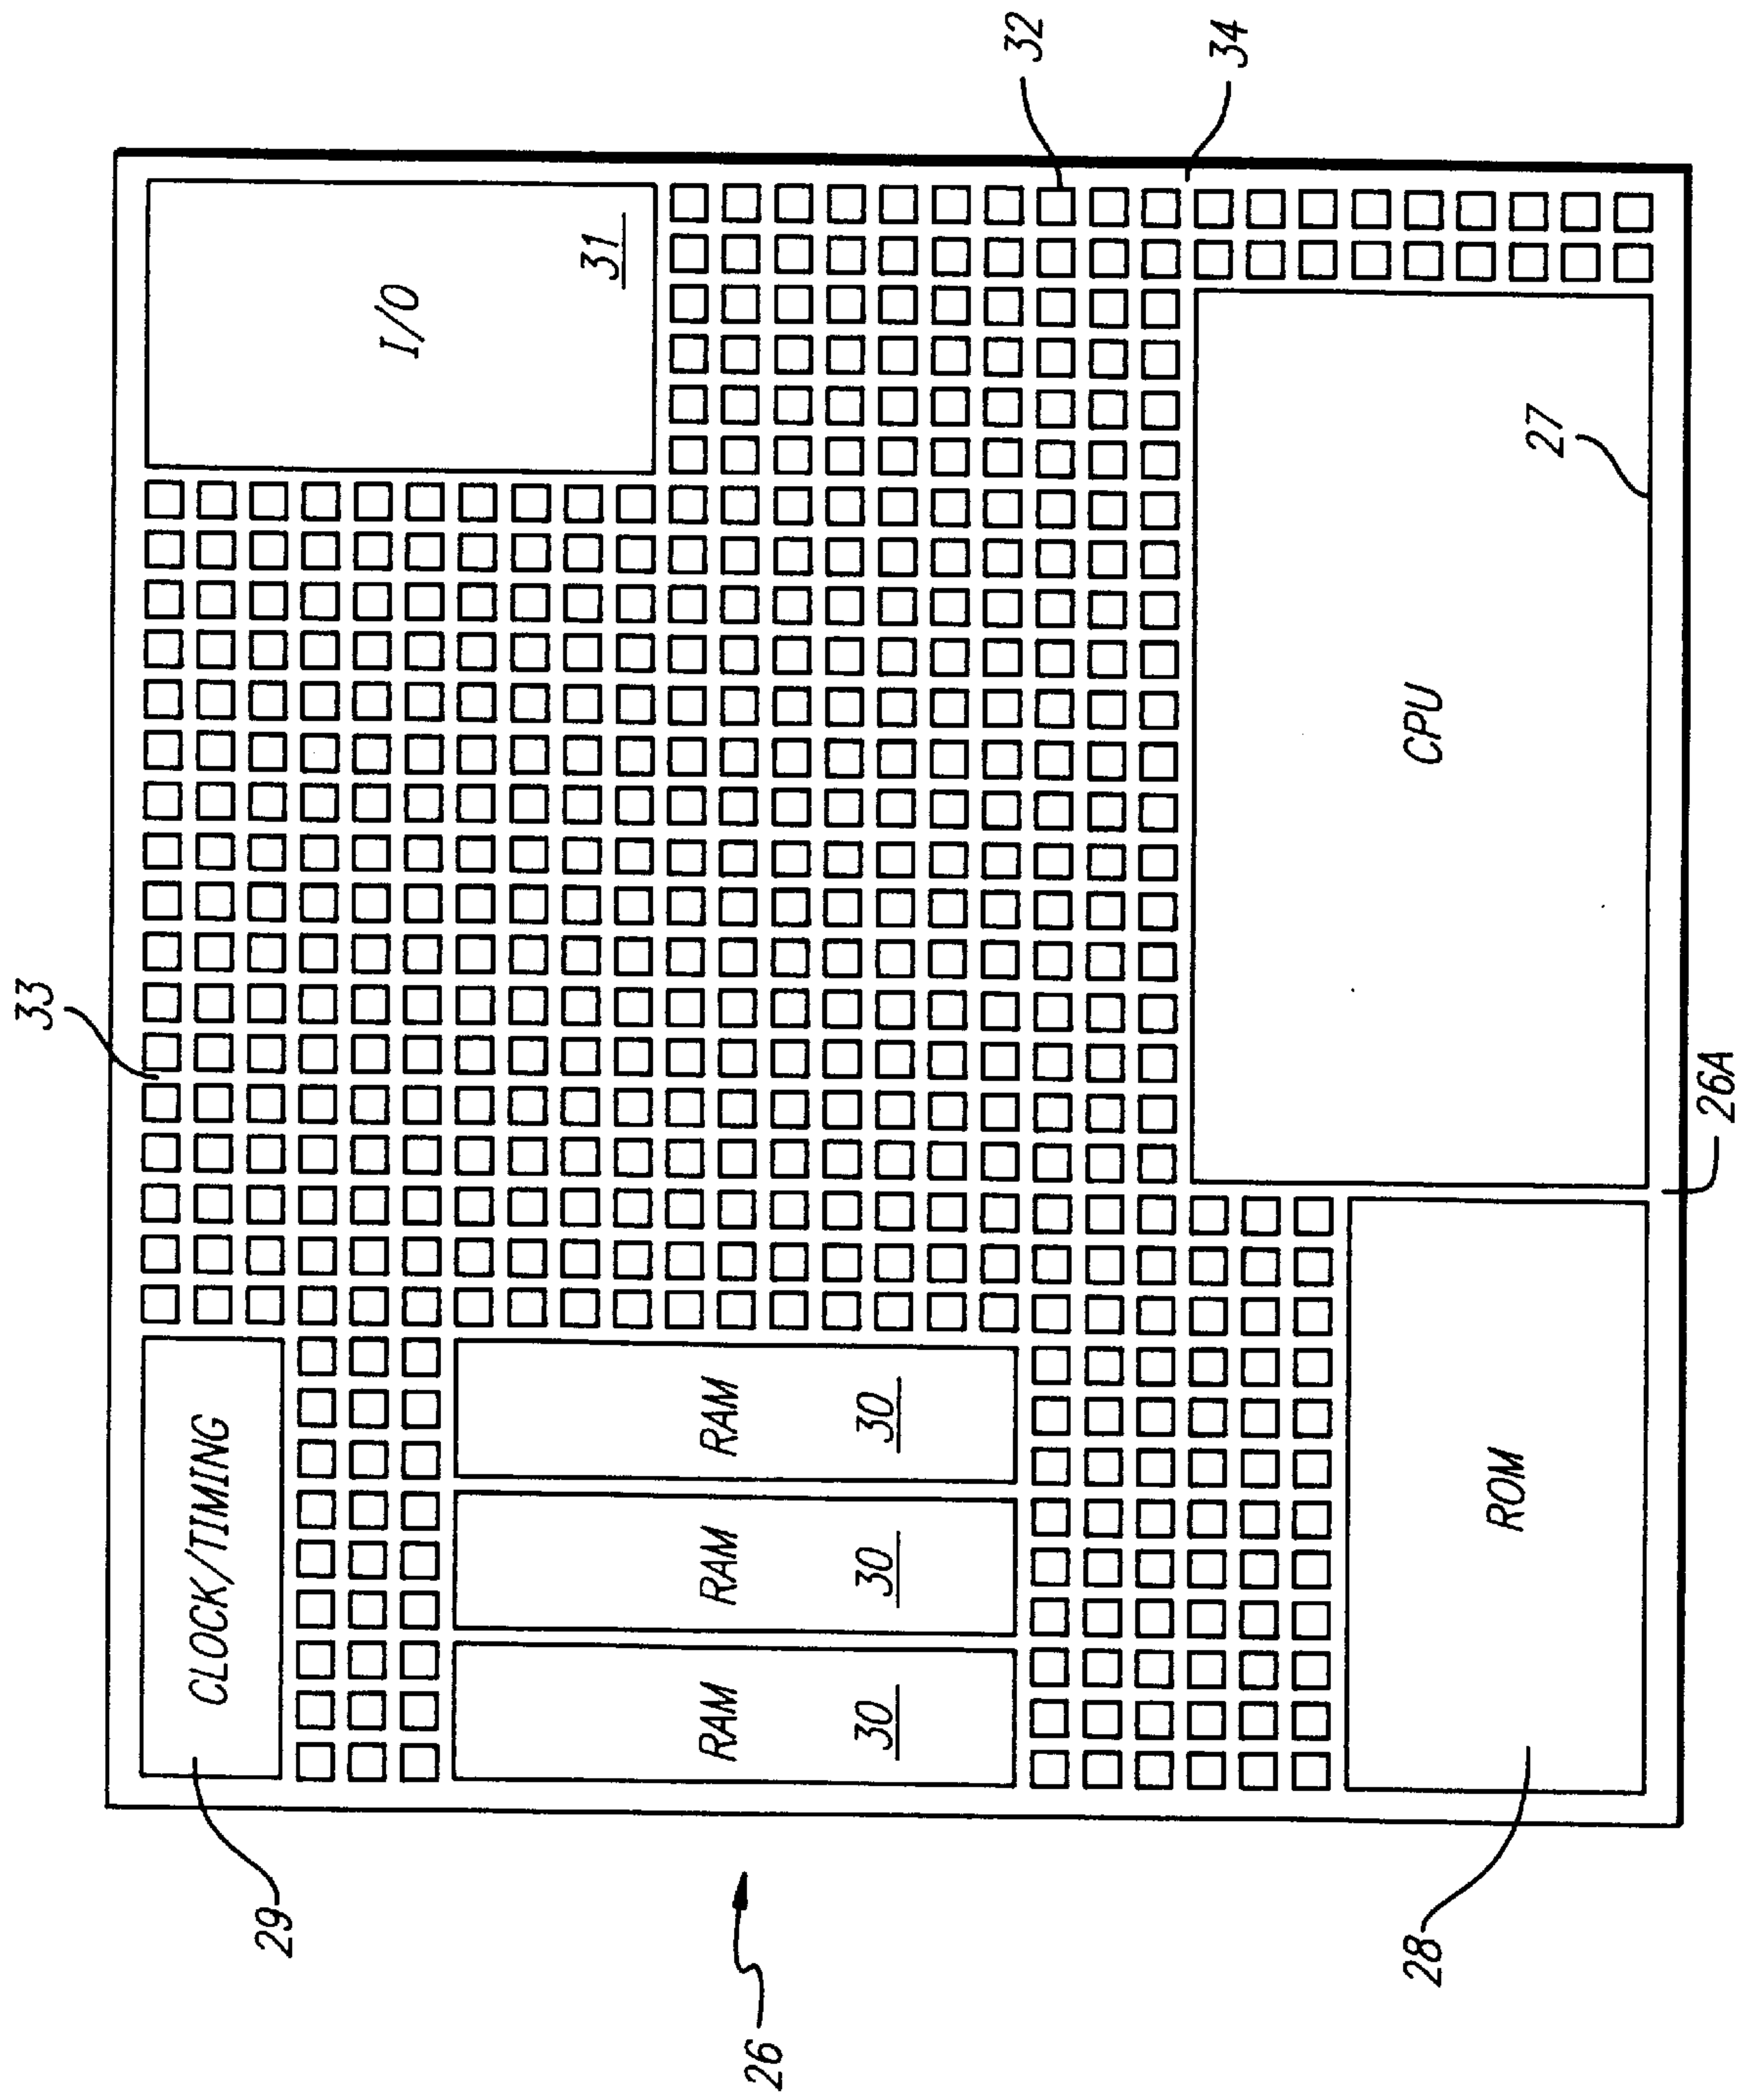 26
29
CLOCK/TIMING
33
I/O
31
RAM
30
RAM
30
RAM
30
32
34
28
ROM
26A
CPU
27